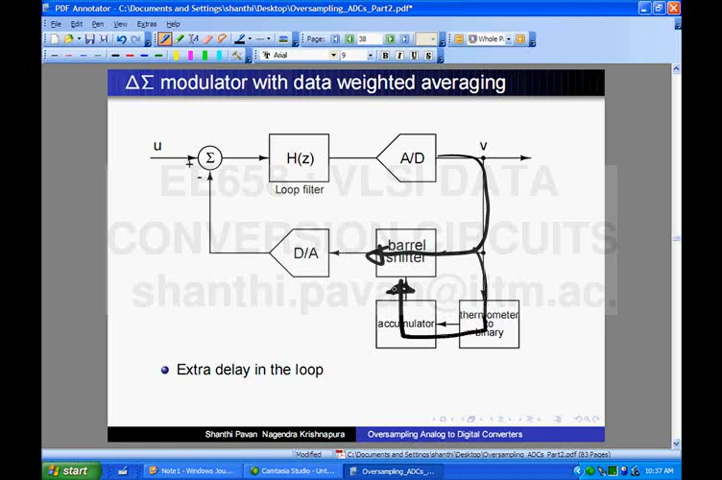 PDF Annotator - C:\Documents and Settings\shanthi\Desktop\Oversampling_ADCs_Part2.pdf*
File Edit Pen View Extras Help
Page: 38 Whole P
Arial 9
ΔΣ modulator with data weighted averaging
u
+
-
Σ
H(z)
Loop filter
A/D
v
EE658 : VLSI DATA
CONVERSION CIRCUITS
shanthi.pavan@iitm.ac.
D/A
barrel
shifter
accumulator
thermometer
to
binary
Extra delay in the loop
Shanthi Pavan Nagendra Krishnapura Oversampling Analog to Digital Converters
Modified C:\Documents and Settings\shanthi\Desktop\Oversampling_ADCs_Part2.pdf (83 Pages)
start Note1 - Windows Jou... Camtasia Studio - Unt... Oversampling_ADCs_... 10:37 AM